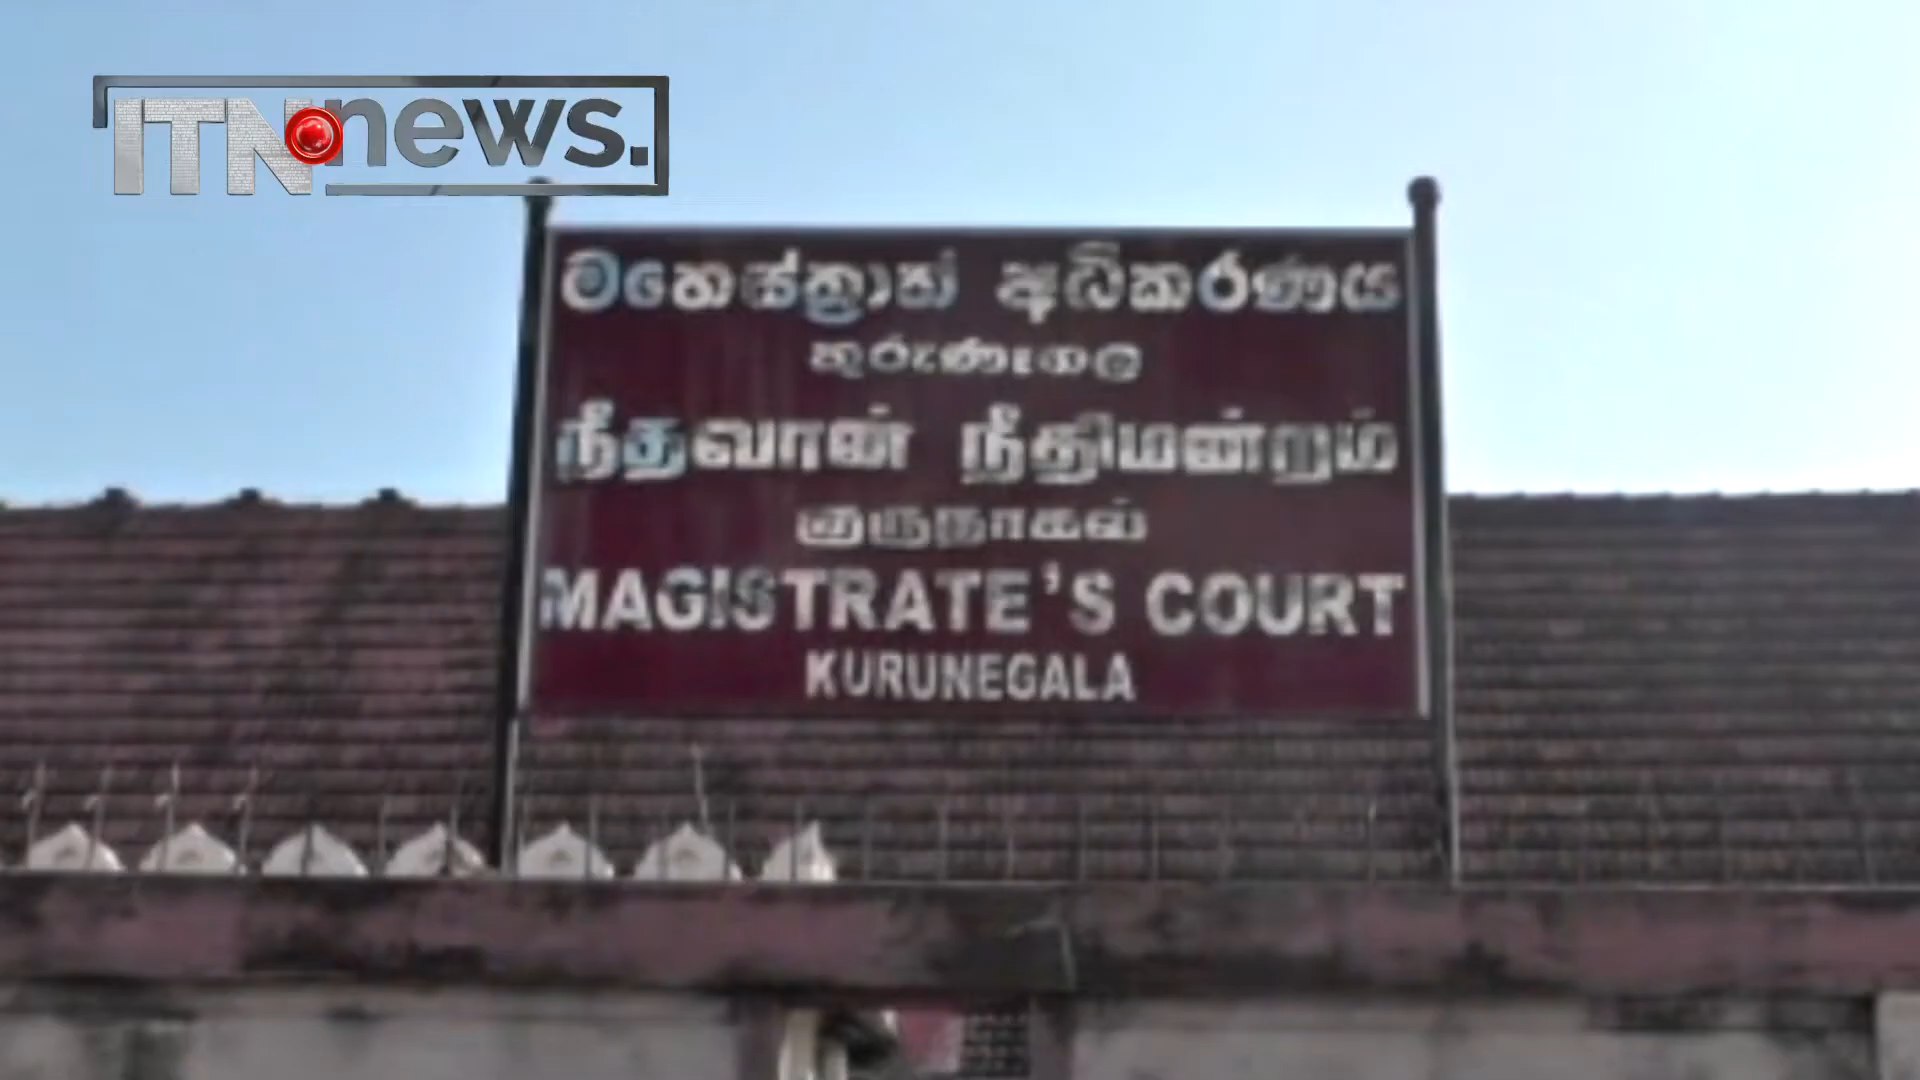 ITN news.
මහෙස්ත්‍රාත් අධිකරණය
කුරුණෑගල
நீதவான் நீதிமன்றம்
குருநாகல்
MAGISTRATE'S COURT
KURUNEGALA